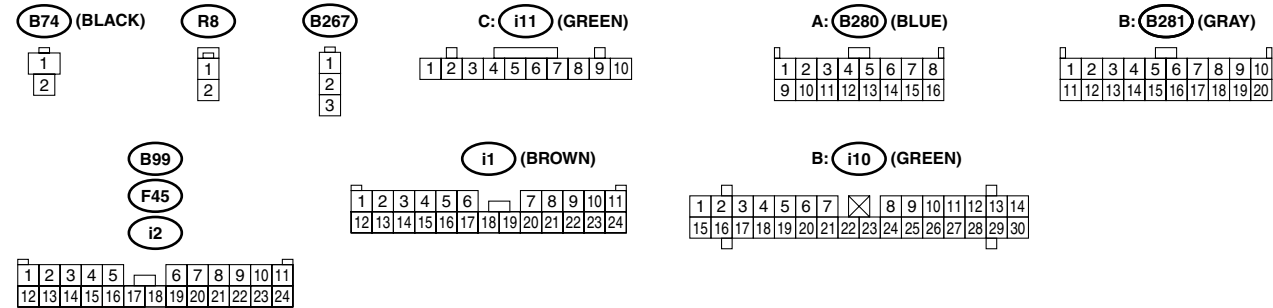 B74 (BLACK)
1
2
R8
1
2
B267
1
2
3
C: i11 (GREEN)
1 2 3 4 5 6 7 8 9 10
A: B280 (BLUE)
1 2 3 4 5 6 7 8
9 10 11 12 13 14 15 16
B: B281 (GRAY)
1 2 3 4 5 6 7 8 9 10
11 12 13 14 15 16 17 18 19 20
B99
F45
i2
1 2 3 4 5 6 7 8 9 10 11
12 13 14 15 16 17 18 19 20 21 22 23 24
i1 (BROWN)
1 2 3 4 5 6 7 8 9 10 11
12 13 14 15 16 17 18 19 20 21 22 23 24
B: i10 (GREEN)
1 2 3 4 5 6 7 8 9 10 11 12 13 14
15 16 17 18 19 20 21 22 23 24 25 26 27 28 29 30